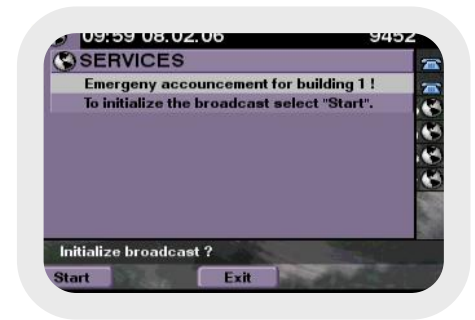 09:59 08.02.06 9452
SERVICES
Emergeny accouncement for building 1 !
To initialize the broadcast select "Start".
Initialize broadcast ?
Start Exit